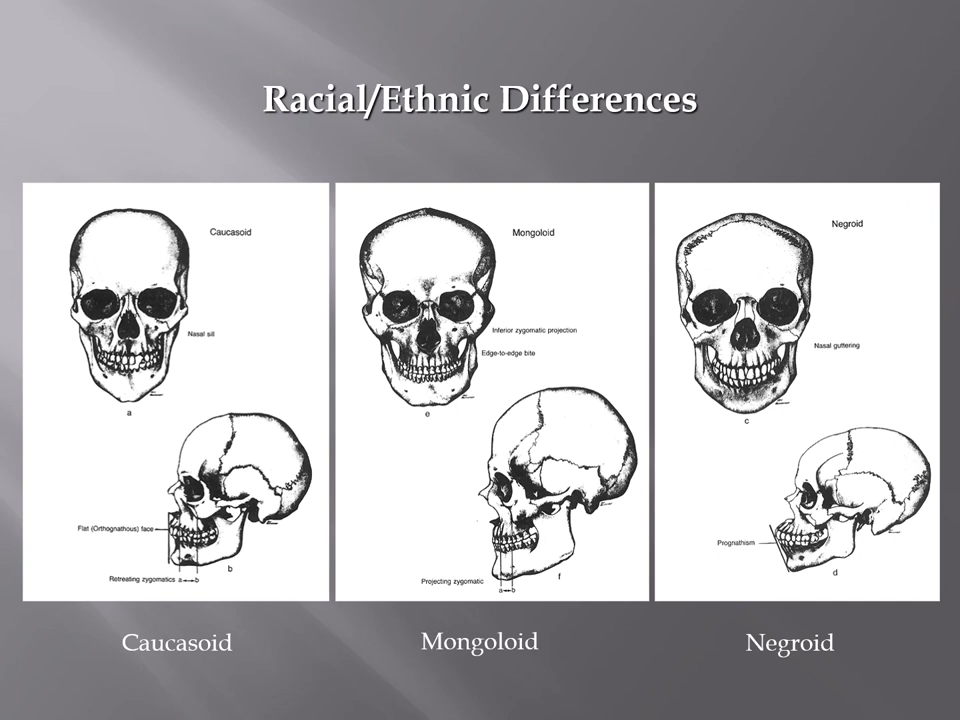 Racial/Ethnic Differences
Caucasoid
Nasal sill
a
Flat (Orthognathous) face
b
Retreating zygomatics a↔b
Mongoloid
Inferior zygomatic projection
Edge-to-edge bite
e
f
Projecting zygomatic
a↔b
Negroid
Nasal guttering
c
Prognathism
d
Caucasoid
Mongoloid
Negroid